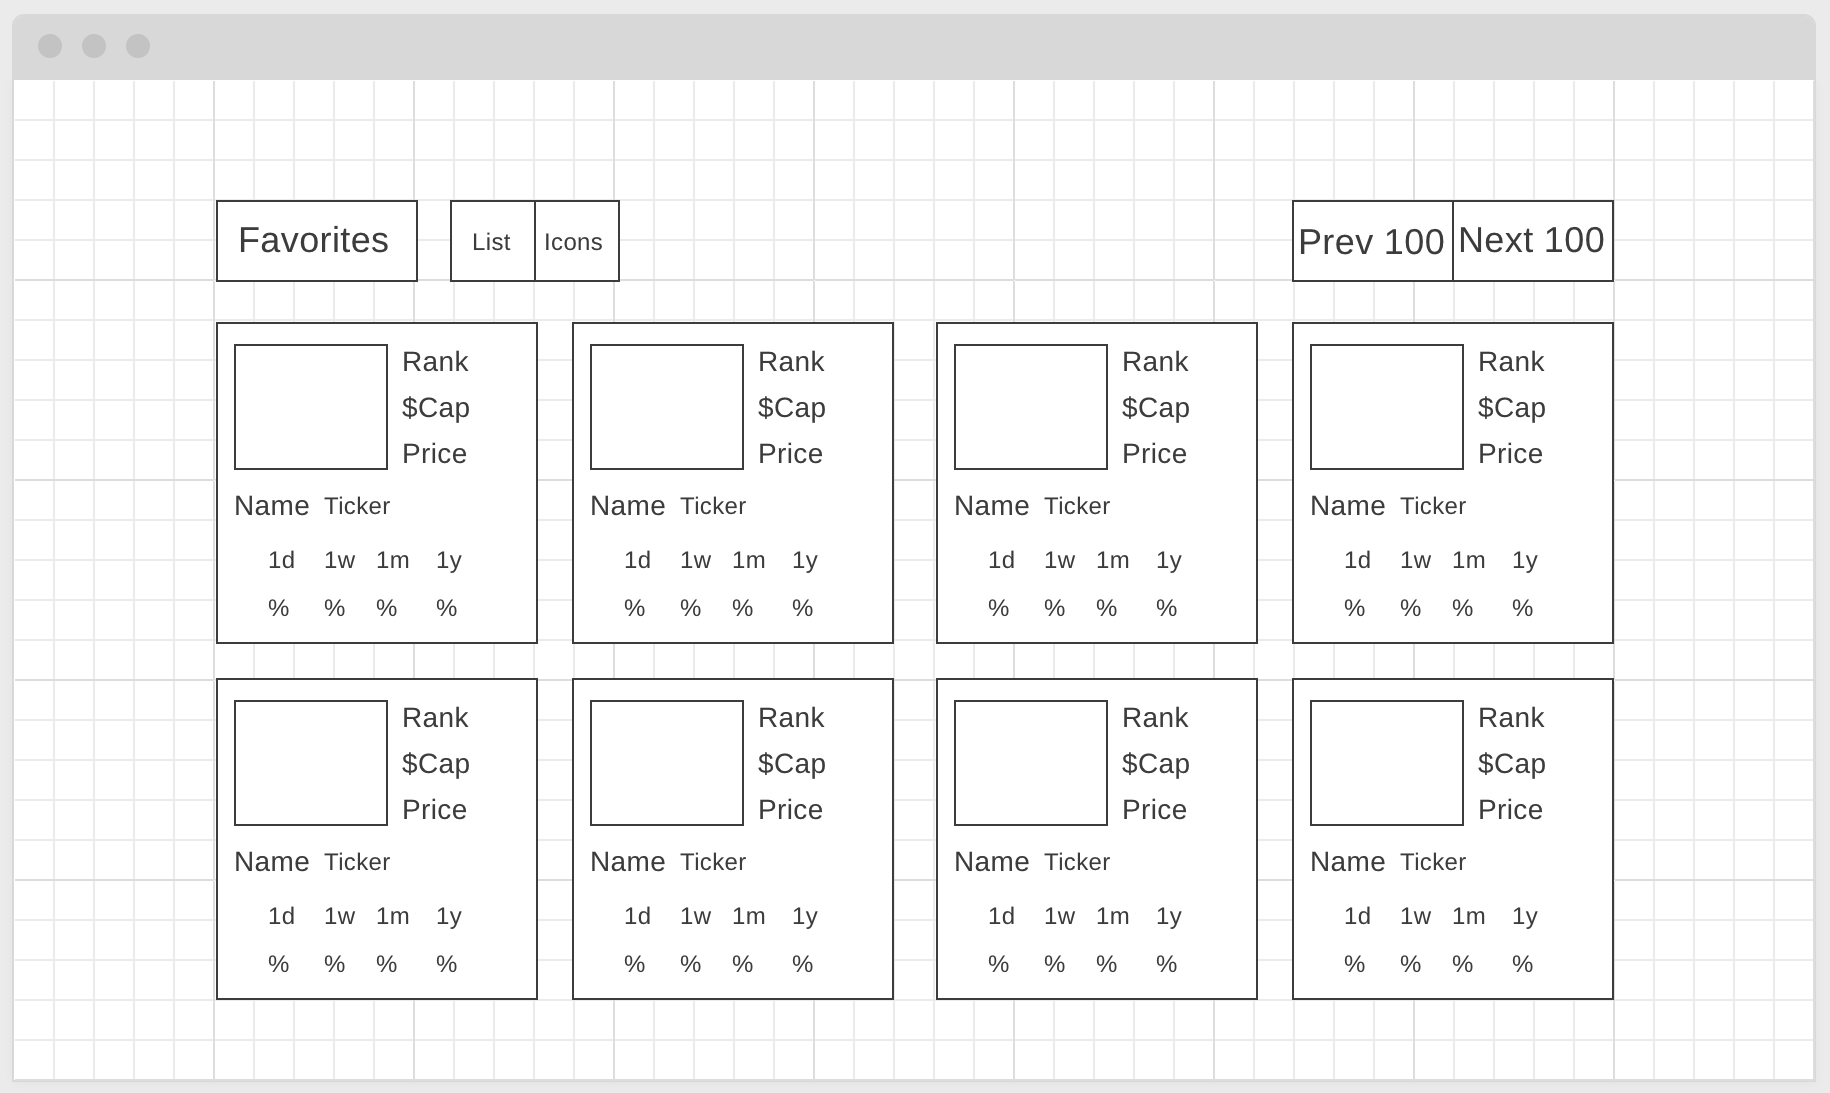 Favorites List Icons Prev 100 Next 100
Rank Rank Rank Rank
$Cap $Cap $Cap $Cap
Price Price Price Price
Name Ticker Name Ticker Name Ticker Name Ticker
1d 1w 1m 1y 1d 1w 1m 1y 1d 1w 1m 1y 1d 1w 1m 1y
% % % % % % % % % % % % % % % %
Rank Rank Rank Rank
$Cap $Cap $Cap $Cap
Price Price Price Price
Name Ticker Name Ticker Name Ticker Name Ticker
1d 1w 1m 1y 1d 1w 1m 1y 1d 1w 1m 1y 1d 1w 1m 1y
% % % % % % % % % % % % % % % %